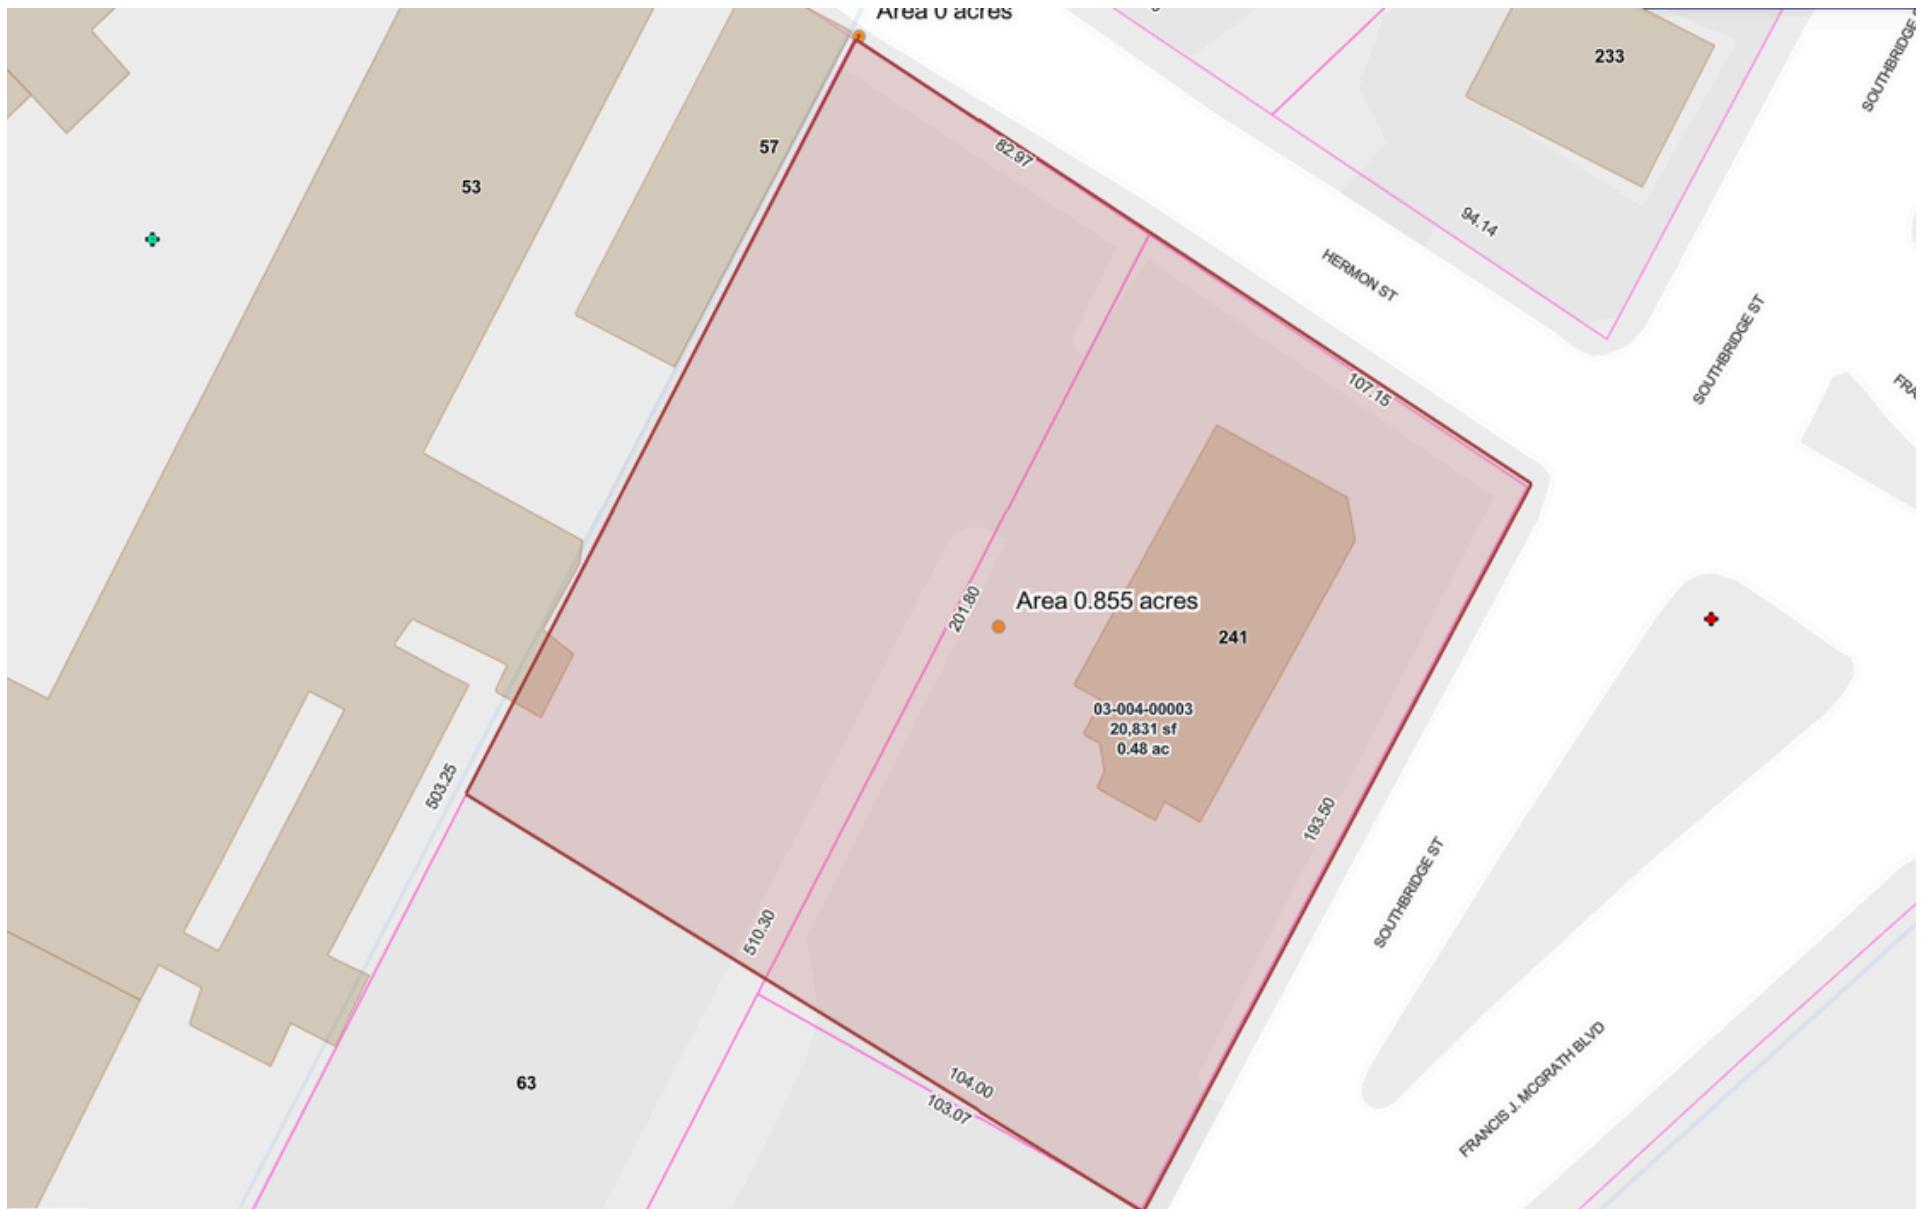 Area 0 acres
233
SOUTHBRIDGE
57
82.97
53
94.14
HERMON ST
SOUTHBRIDGE ST
107.15
Area 0.855 acres
201.80
241
03-004-00003
20,831 sf
0.48 ac
503.25
193.50
SOUTHBRIDGE ST
510.30
63
104.00
103.07
FRANCIS J. MCGRATH BLVD